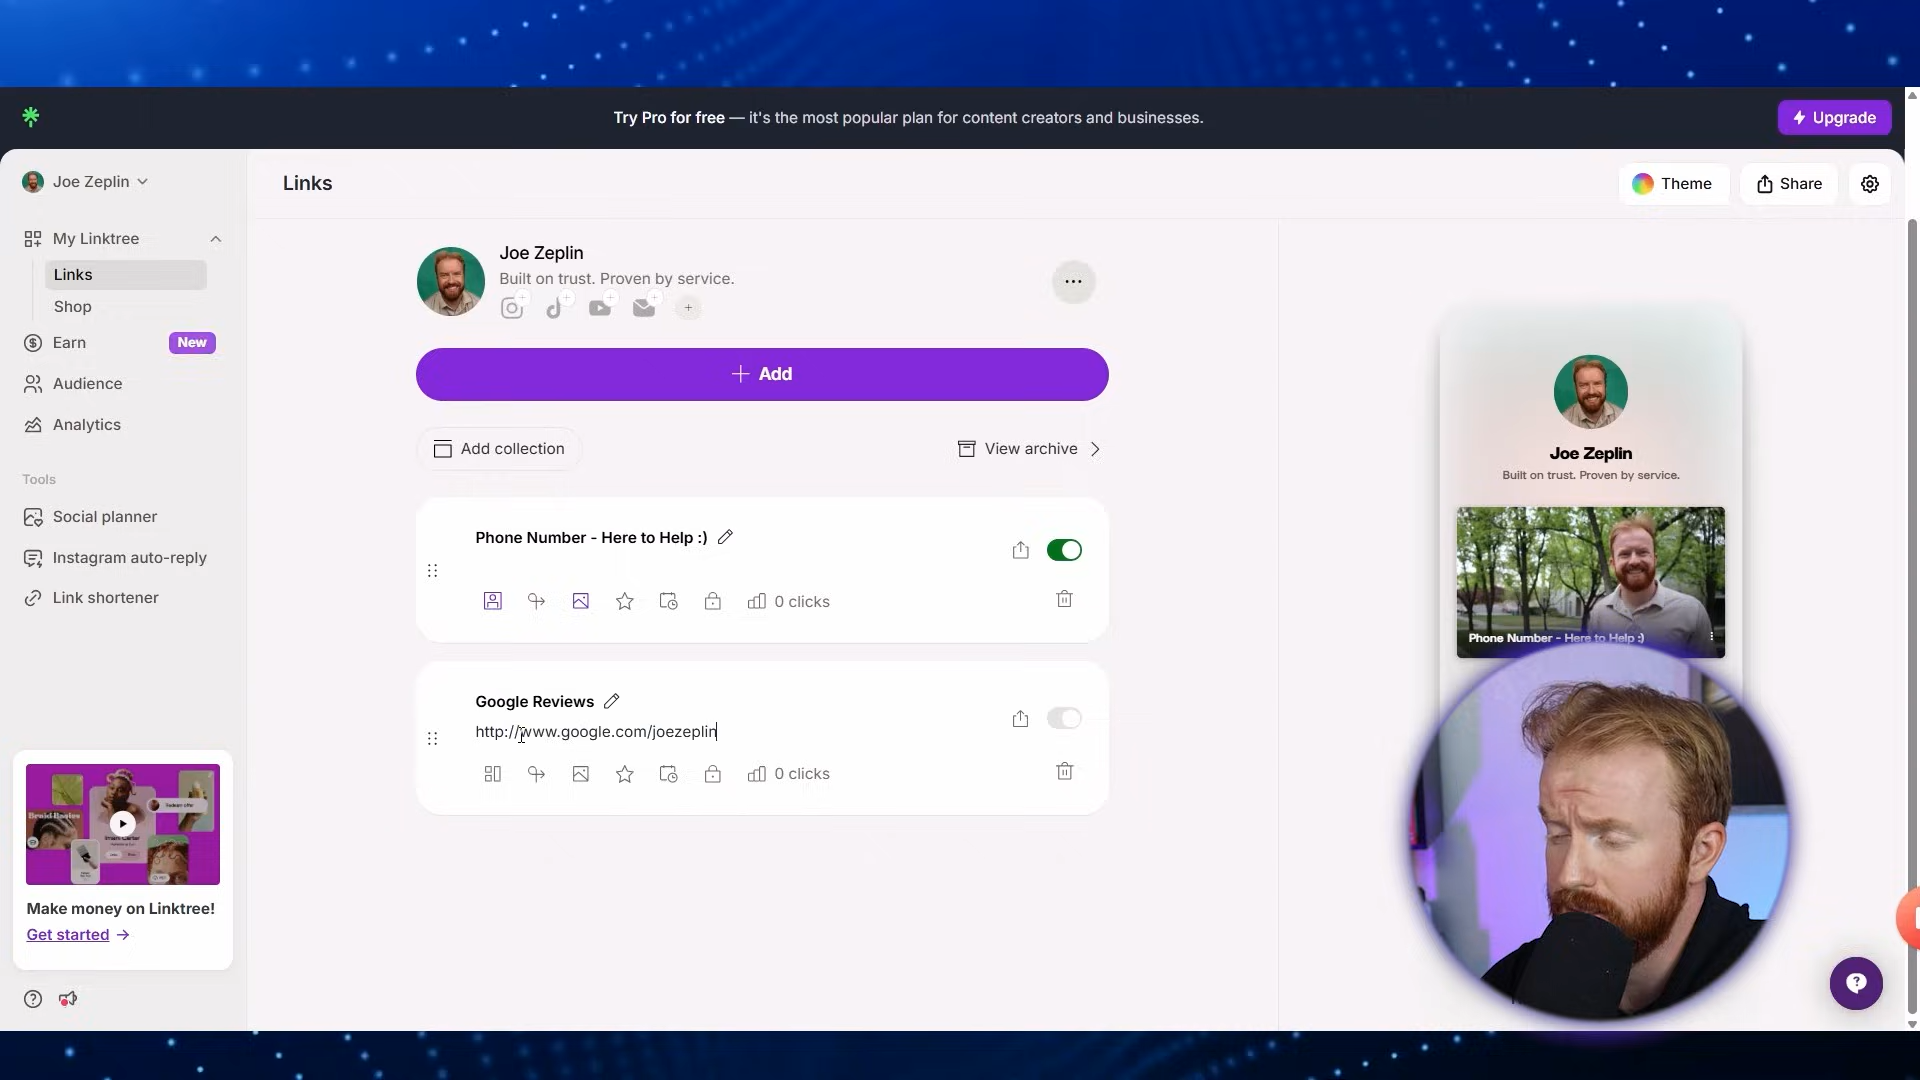 Try Pro for free — it's the most popular plan for content creators and businesses.
Upgrade
Joe Zeplin
Links
Theme
Share
My Linktree
Links
Shop
Earn
New
Audience
Analytics
Tools
Social planner
Instagram auto-reply
Link shortener
Make money on Linktree!
Get started →
Joe Zeplin
Built on trust. Proven by service.
+ Add
Add collection
View archive
Phone Number - Here to Help :)
0 clicks
Google Reviews
http://www.google.com/joezeplin
0 clicks
Joe Zeplin
Built on trust. Proven by service.
Phone Number - Here to Help :)